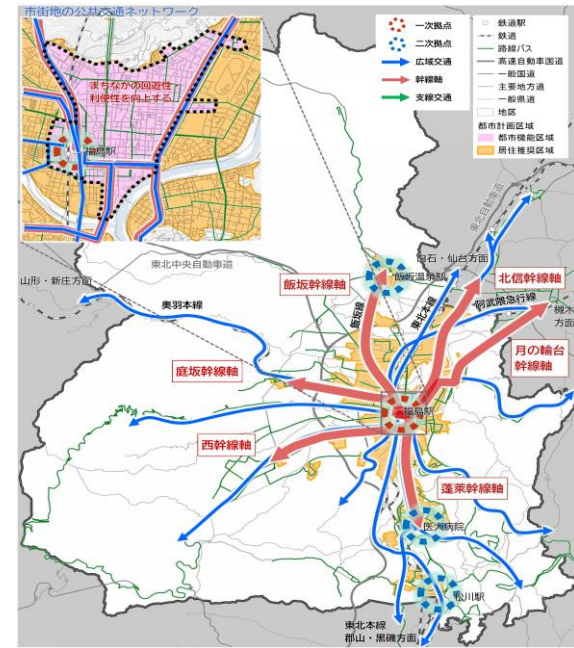 市街地の公共交通ネットワーク
まちなかの回遊性・
利便性を向上する
福島駅
一次拠点
二次拠点
広域交通
幹線軸
支線交通
鉄道駅
鉄道
路線バス
高速自動車国道
一般国道
主要地方道
一般県道
地区
都市計画区域
都市機能区域
居住推奨区域
東北自動車道
白石・仙台方面
飯坂温泉駅
東北中央自動車道
山形・新庄方面
飯坂幹線軸
北信幹線軸
奥羽本線
飯坂線
東北本線
阿武隈急行線
槻木
方面
月の輪台
幹線軸
庭坂幹線軸
福島駅
西幹線軸
蓬莱幹線軸
医大病院
松川駅
東北本線
郡山・黒磯方面